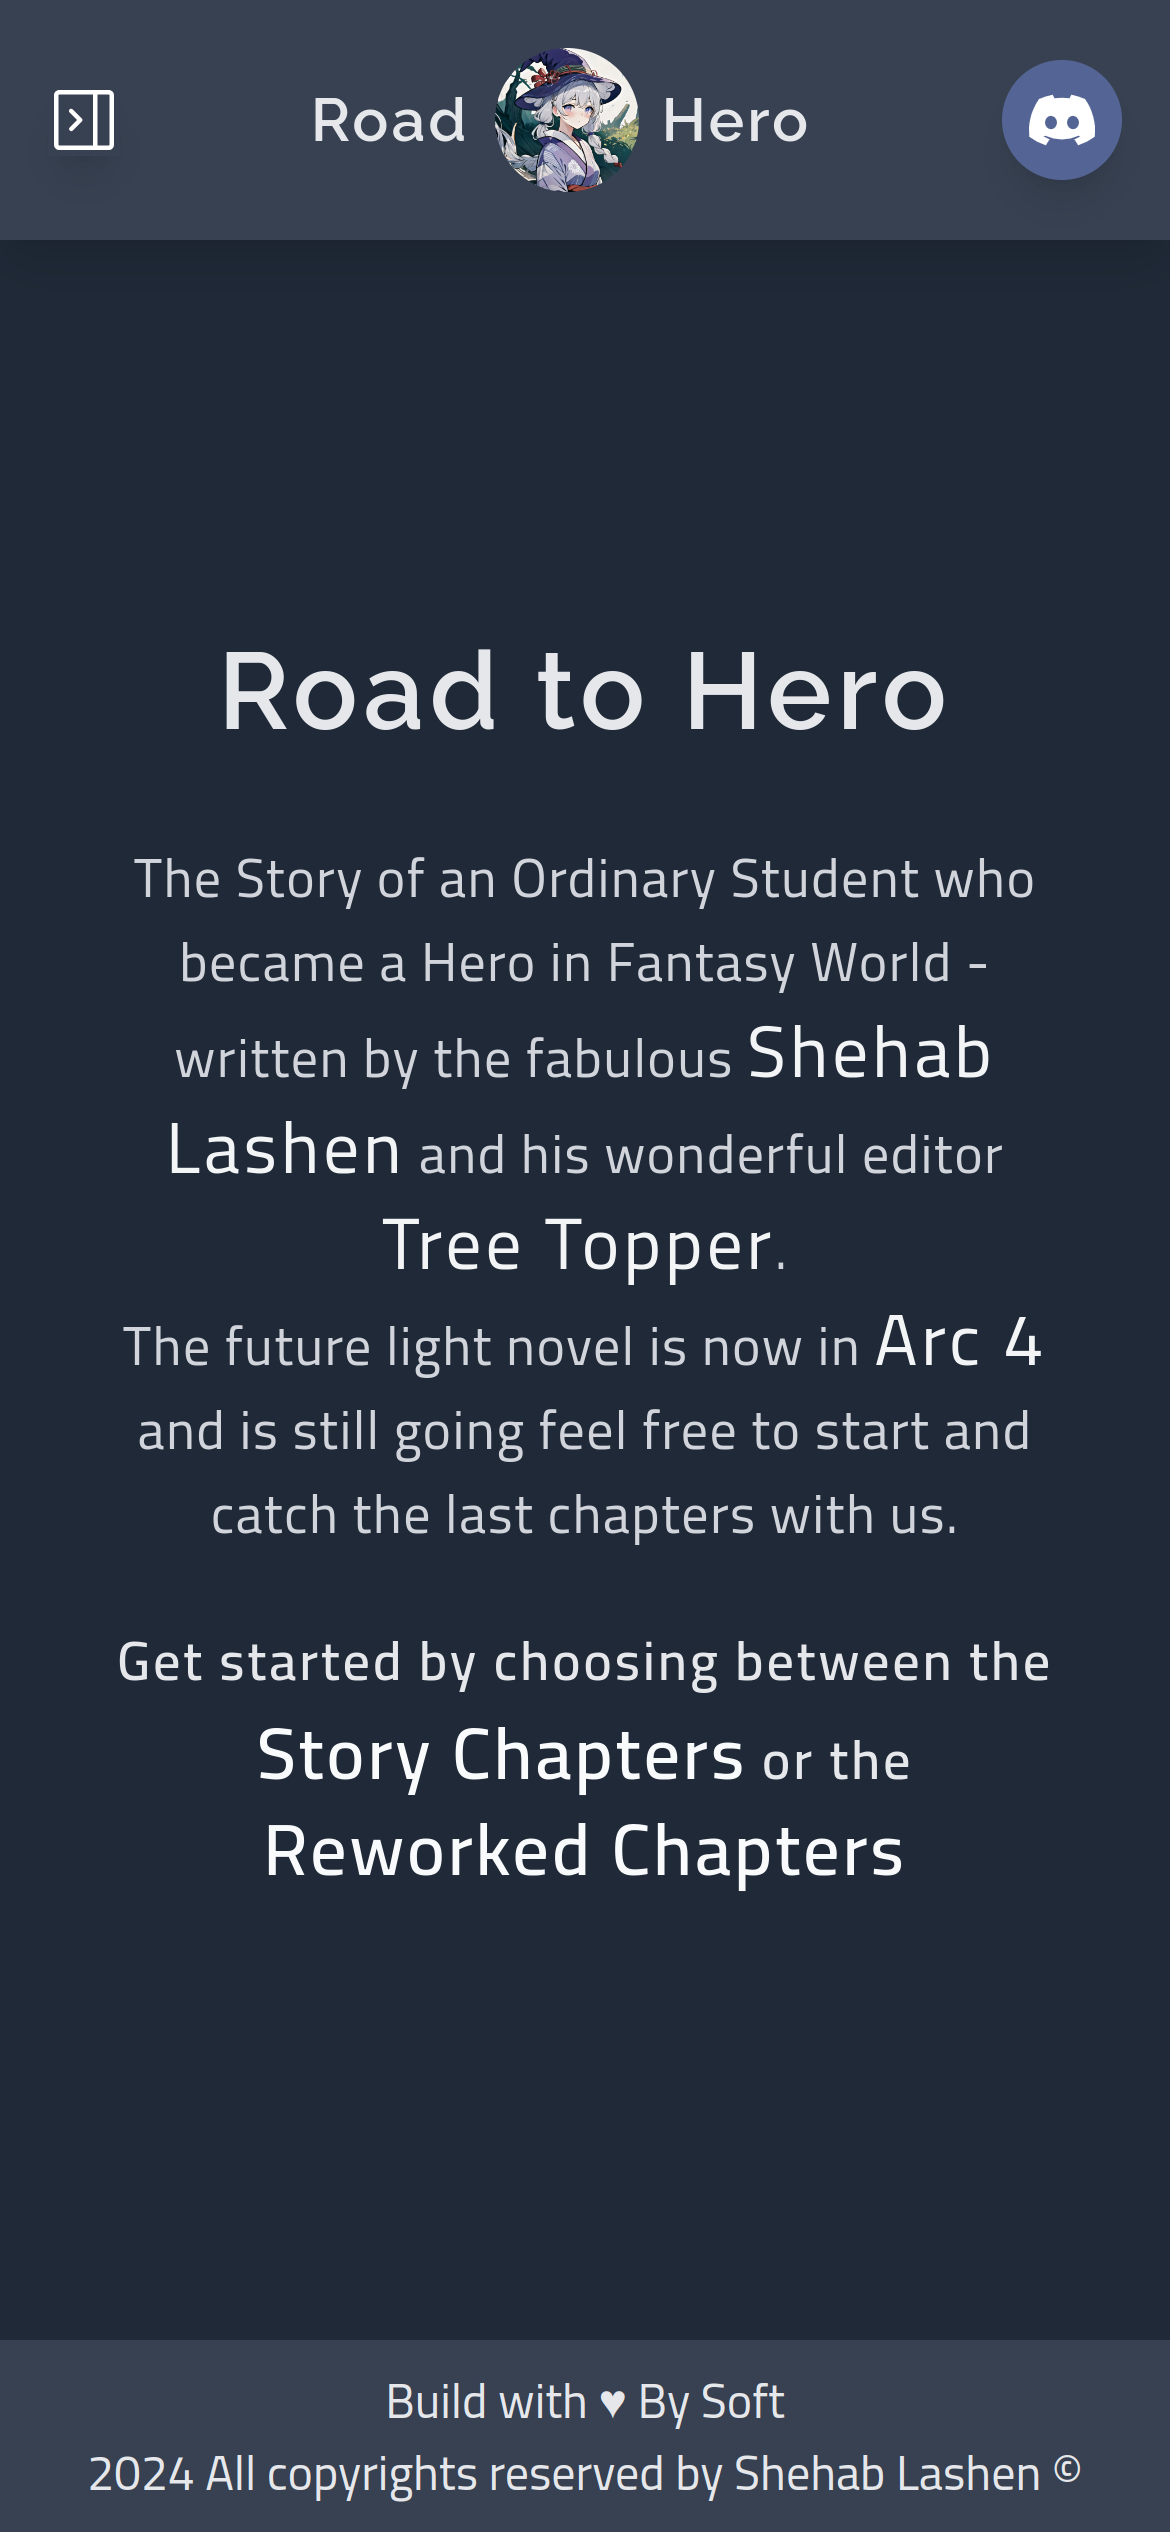 Road Hero
Road to Hero
The Story of an Ordinary Student who
became a Hero in Fantasy World -
written by the fabulous Shehab
Lashen and his wonderful editor
Tree Topper.
The future light novel is now in Arc 4
and is still going feel free to start and
catch the last chapters with us.
Get started by choosing between the
Story Chapters or the
Reworked Chapters
Build with ♥ By Soft
2024 All copyrights reserved by Shehab Lashen ©